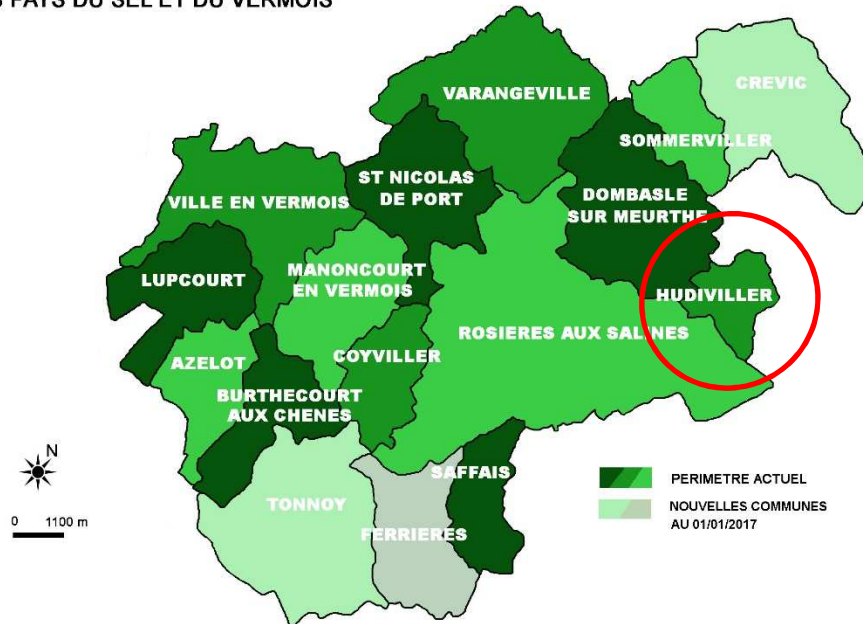 PAYS DU SEL ET DU VERMOIS
CREVIC
VARANGEVILLE
SOMMERVILLER
ST NICOLAS
DE PORT
DOMBASLE
SUR MEURTHE
VILLE EN VERMOIS
LUPCOURT
MANONCOURT
EN VERMOIS
HUDIVILLER
ROSIERES AUX SALINES
AZELOT
COYVILLER
BURTHECOURT
AUX CHENES
SAFFAIS
TONNOY
FERRIERES
N
0 1100 m
PERIMETRE ACTUEL
NOUVELLES COMMUNES
AU 01/01/2017